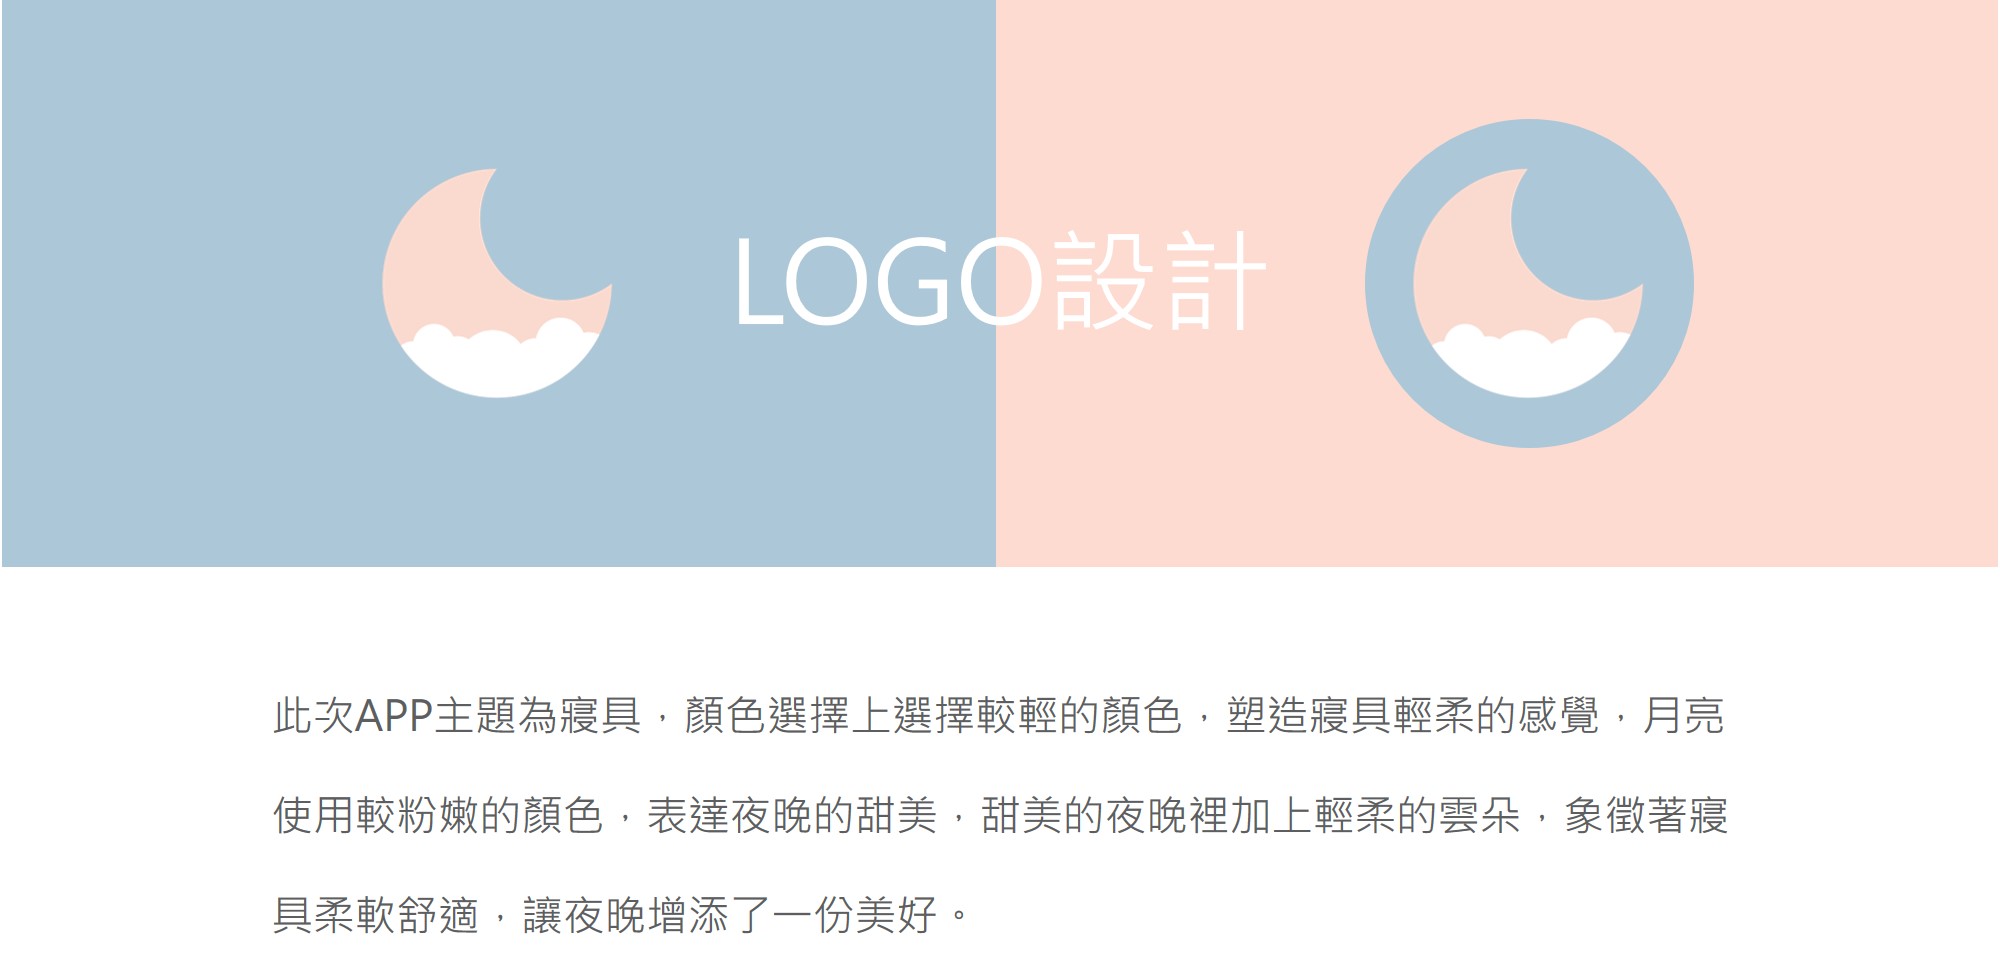 LOGO設計
此次APP主題為寢具，顏色選擇上選擇較輕的顏色，塑造寢具輕柔的感覺，月亮
使用較粉嫩的顏色，表達夜晚的甜美，甜美的夜晚裡加上輕柔的雲朵，象徵著寢
具柔軟舒適，讓夜晚增添了一份美好。